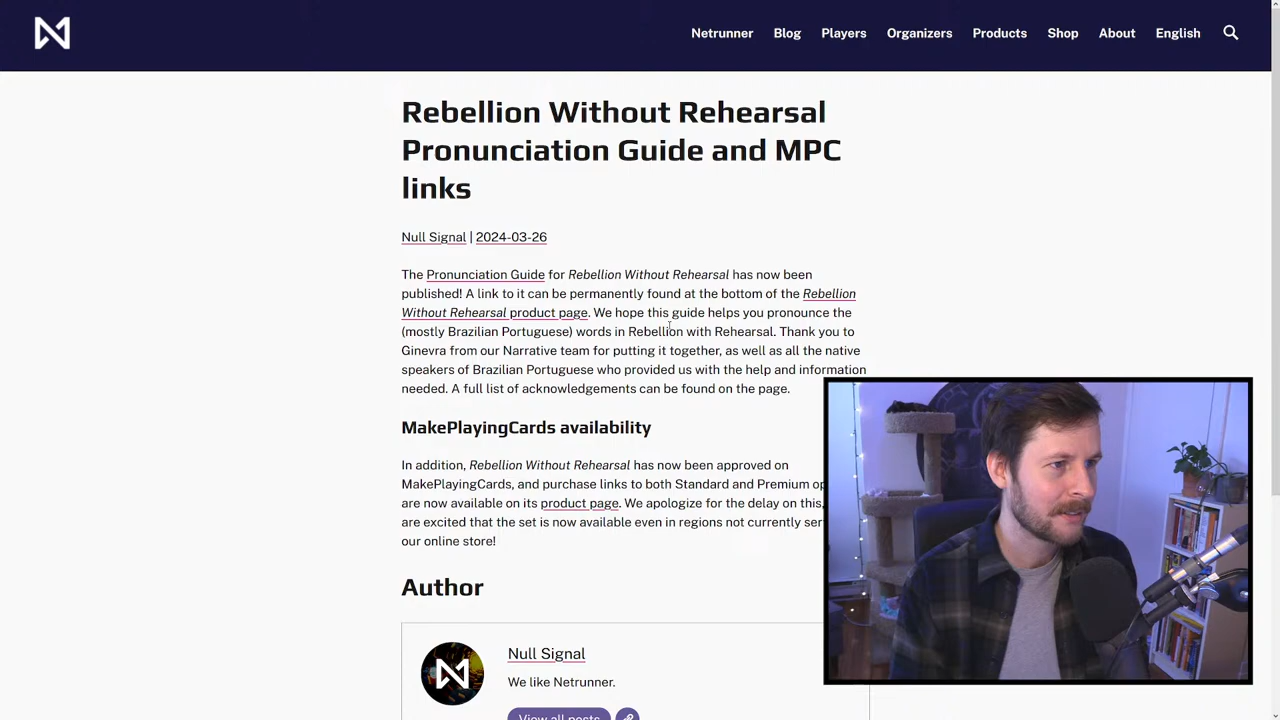 Netrunner Blog Players Organizers Products Shop About English
Rebellion Without Rehearsal
Pronunciation Guide and MPC
links
Null Signal | 2024-03-26
The Pronunciation Guide for Rebellion Without Rehearsal has now been
published! A link to it can be permanently found at the bottom of the Rebellion
Without Rehearsal product page. We hope this guide helps you pronounce the
(mostly Brazilian Portuguese) words in Rebellion with Rehearsal. Thank you to
Ginevra from our Narrative team for putting it together, as well as all the native
speakers of Brazilian Portuguese who provided us with the help and information
needed. A full list of acknowledgements can be found on the page.
MakePlayingCards availability
In addition, Rebellion Without Rehearsal has now been approved on
MakePlayingCards, and purchase links to both Standard and Premium
are now available on its product page. We apologize for the delay on this,
are excited that the set is now available even in regions not currently
our online store!
Author
Null Signal
We like Netrunner.
View all posts